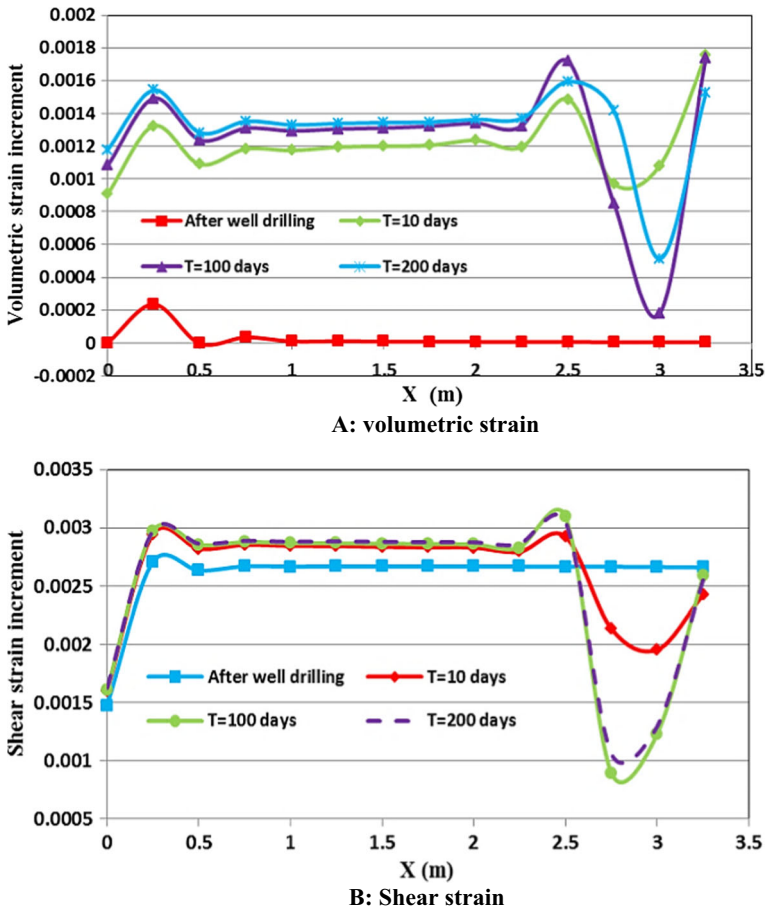 0.002
0.0018
0.0016
0.0014
0.0012
0.001
0.0008
0.0006
0.0004
0.0002
0
-0.0002
Volumetric strain increment
After well drilling
T=10 days
T=100 days
T=200 days
0 0.5 1 1.5 2 2.5 3 3.5
X (m)
A: volumetric strain
0.0035
0.003
0.0025
0.002
0.0015
0.001
0.0005
Shear strain increment
After well drilling
T=10 days
T=100 days
T=200 days
0 0.5 1 1.5 2 2.5 3 3.5
X (m)
B: Shear strain